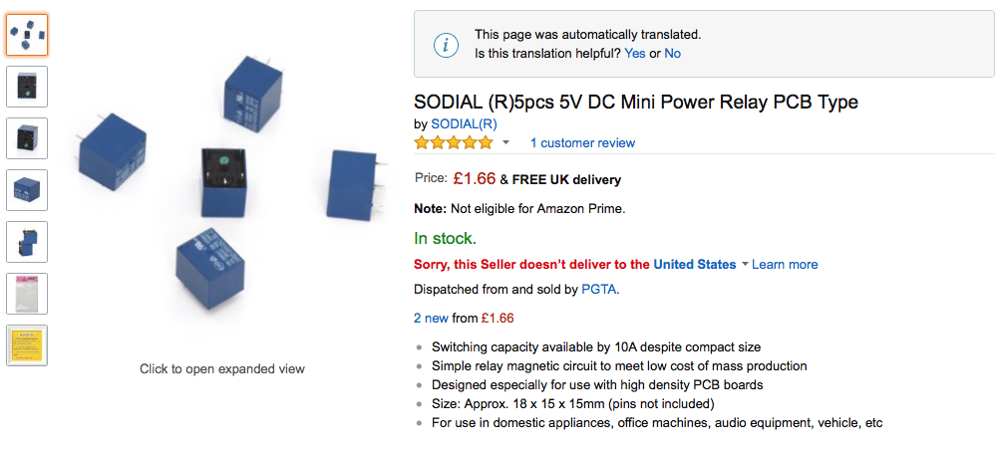 This page was automatically translated.
Is this translation helpful? Yes or No
SODIAL (R)5pcs 5V DC Mini Power Relay PCB Type
by SODIAL(R)
1 customer review
Price: £1.66 & FREE UK delivery
Note: Not eligible for Amazon Prime.
In stock.
Sorry, this Seller doesn’t deliver to the United States Learn more
Dispatched from and sold by PGTA.
2 new from £1.66
Switching capacity available by 10A despite compact size
Simple relay magnetic circuit to meet low cost of mass production
Designed especially for use with high density PCB boards
Size: Approx. 18 x 15 x 15mm (pins not included)
For use in domestic appliances, office machines, audio equipment, vehicle, etc
Click to open expanded view